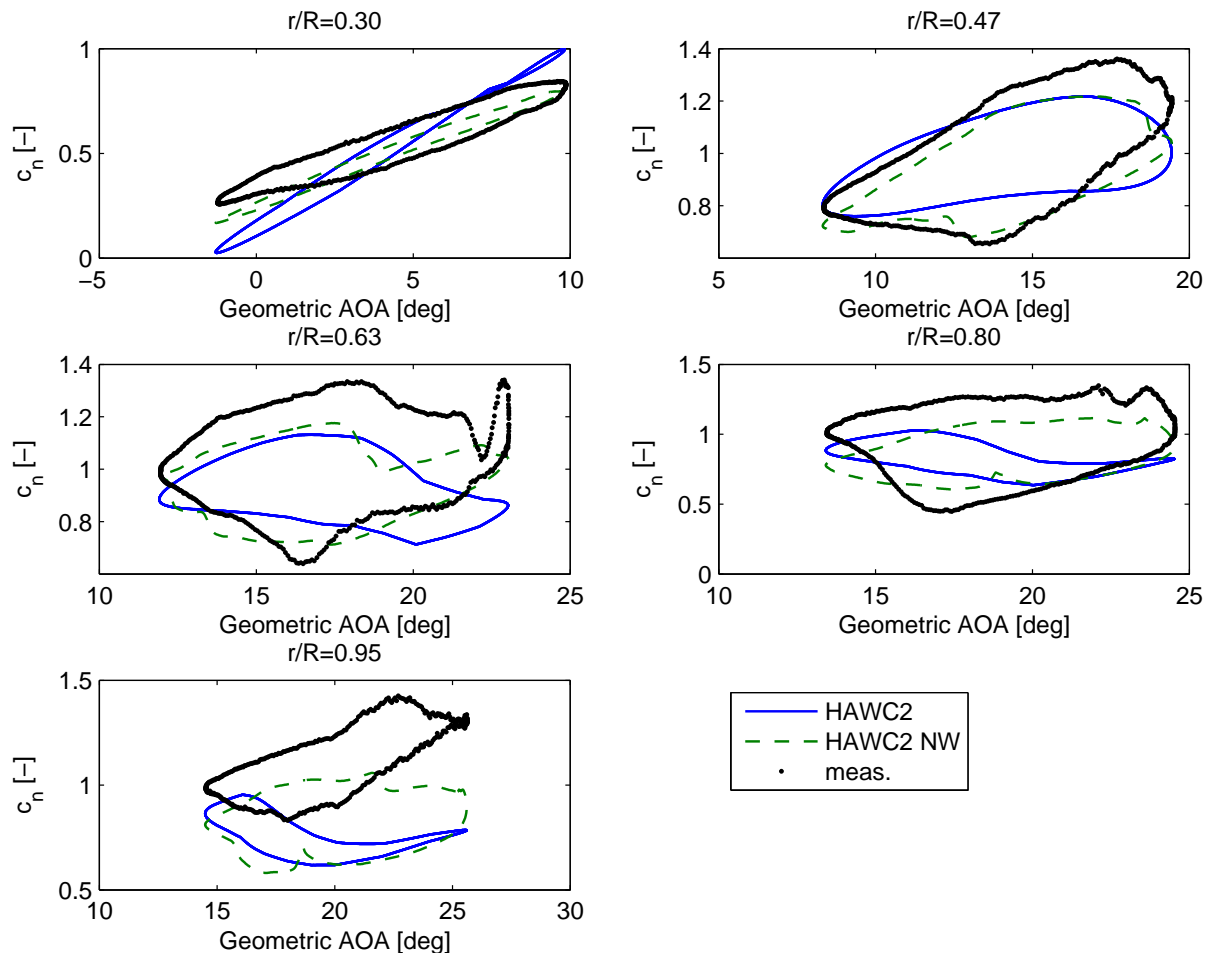 r/R=0.30
1
0.5
0
c_n [–]
−5 0 5 10
Geometric AOA [deg]
r/R=0.47
1.4
1.2
1
0.8
c_n [–]
5 10 15 20
Geometric AOA [deg]
r/R=0.63
1.4
1.2
1
0.8
c_n [–]
10 15 20 25
Geometric AOA [deg]
r/R=0.80
1.5
1
0.5
0
c_n [–]
10 15 20 25
Geometric AOA [deg]
r/R=0.95
1.5
1
0.5
c_n [–]
10 15 20 25 30
Geometric AOA [deg]
HAWC2
HAWC2 NW
meas.